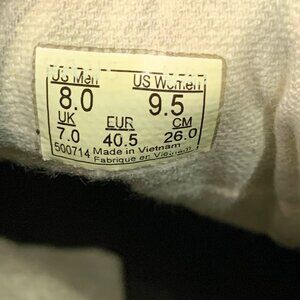 US Men US Women
8.0 9.5
UK EUR CM
7.0 40.5 26.0
500714 Made in Vietnam
Fabrique en Vietnam